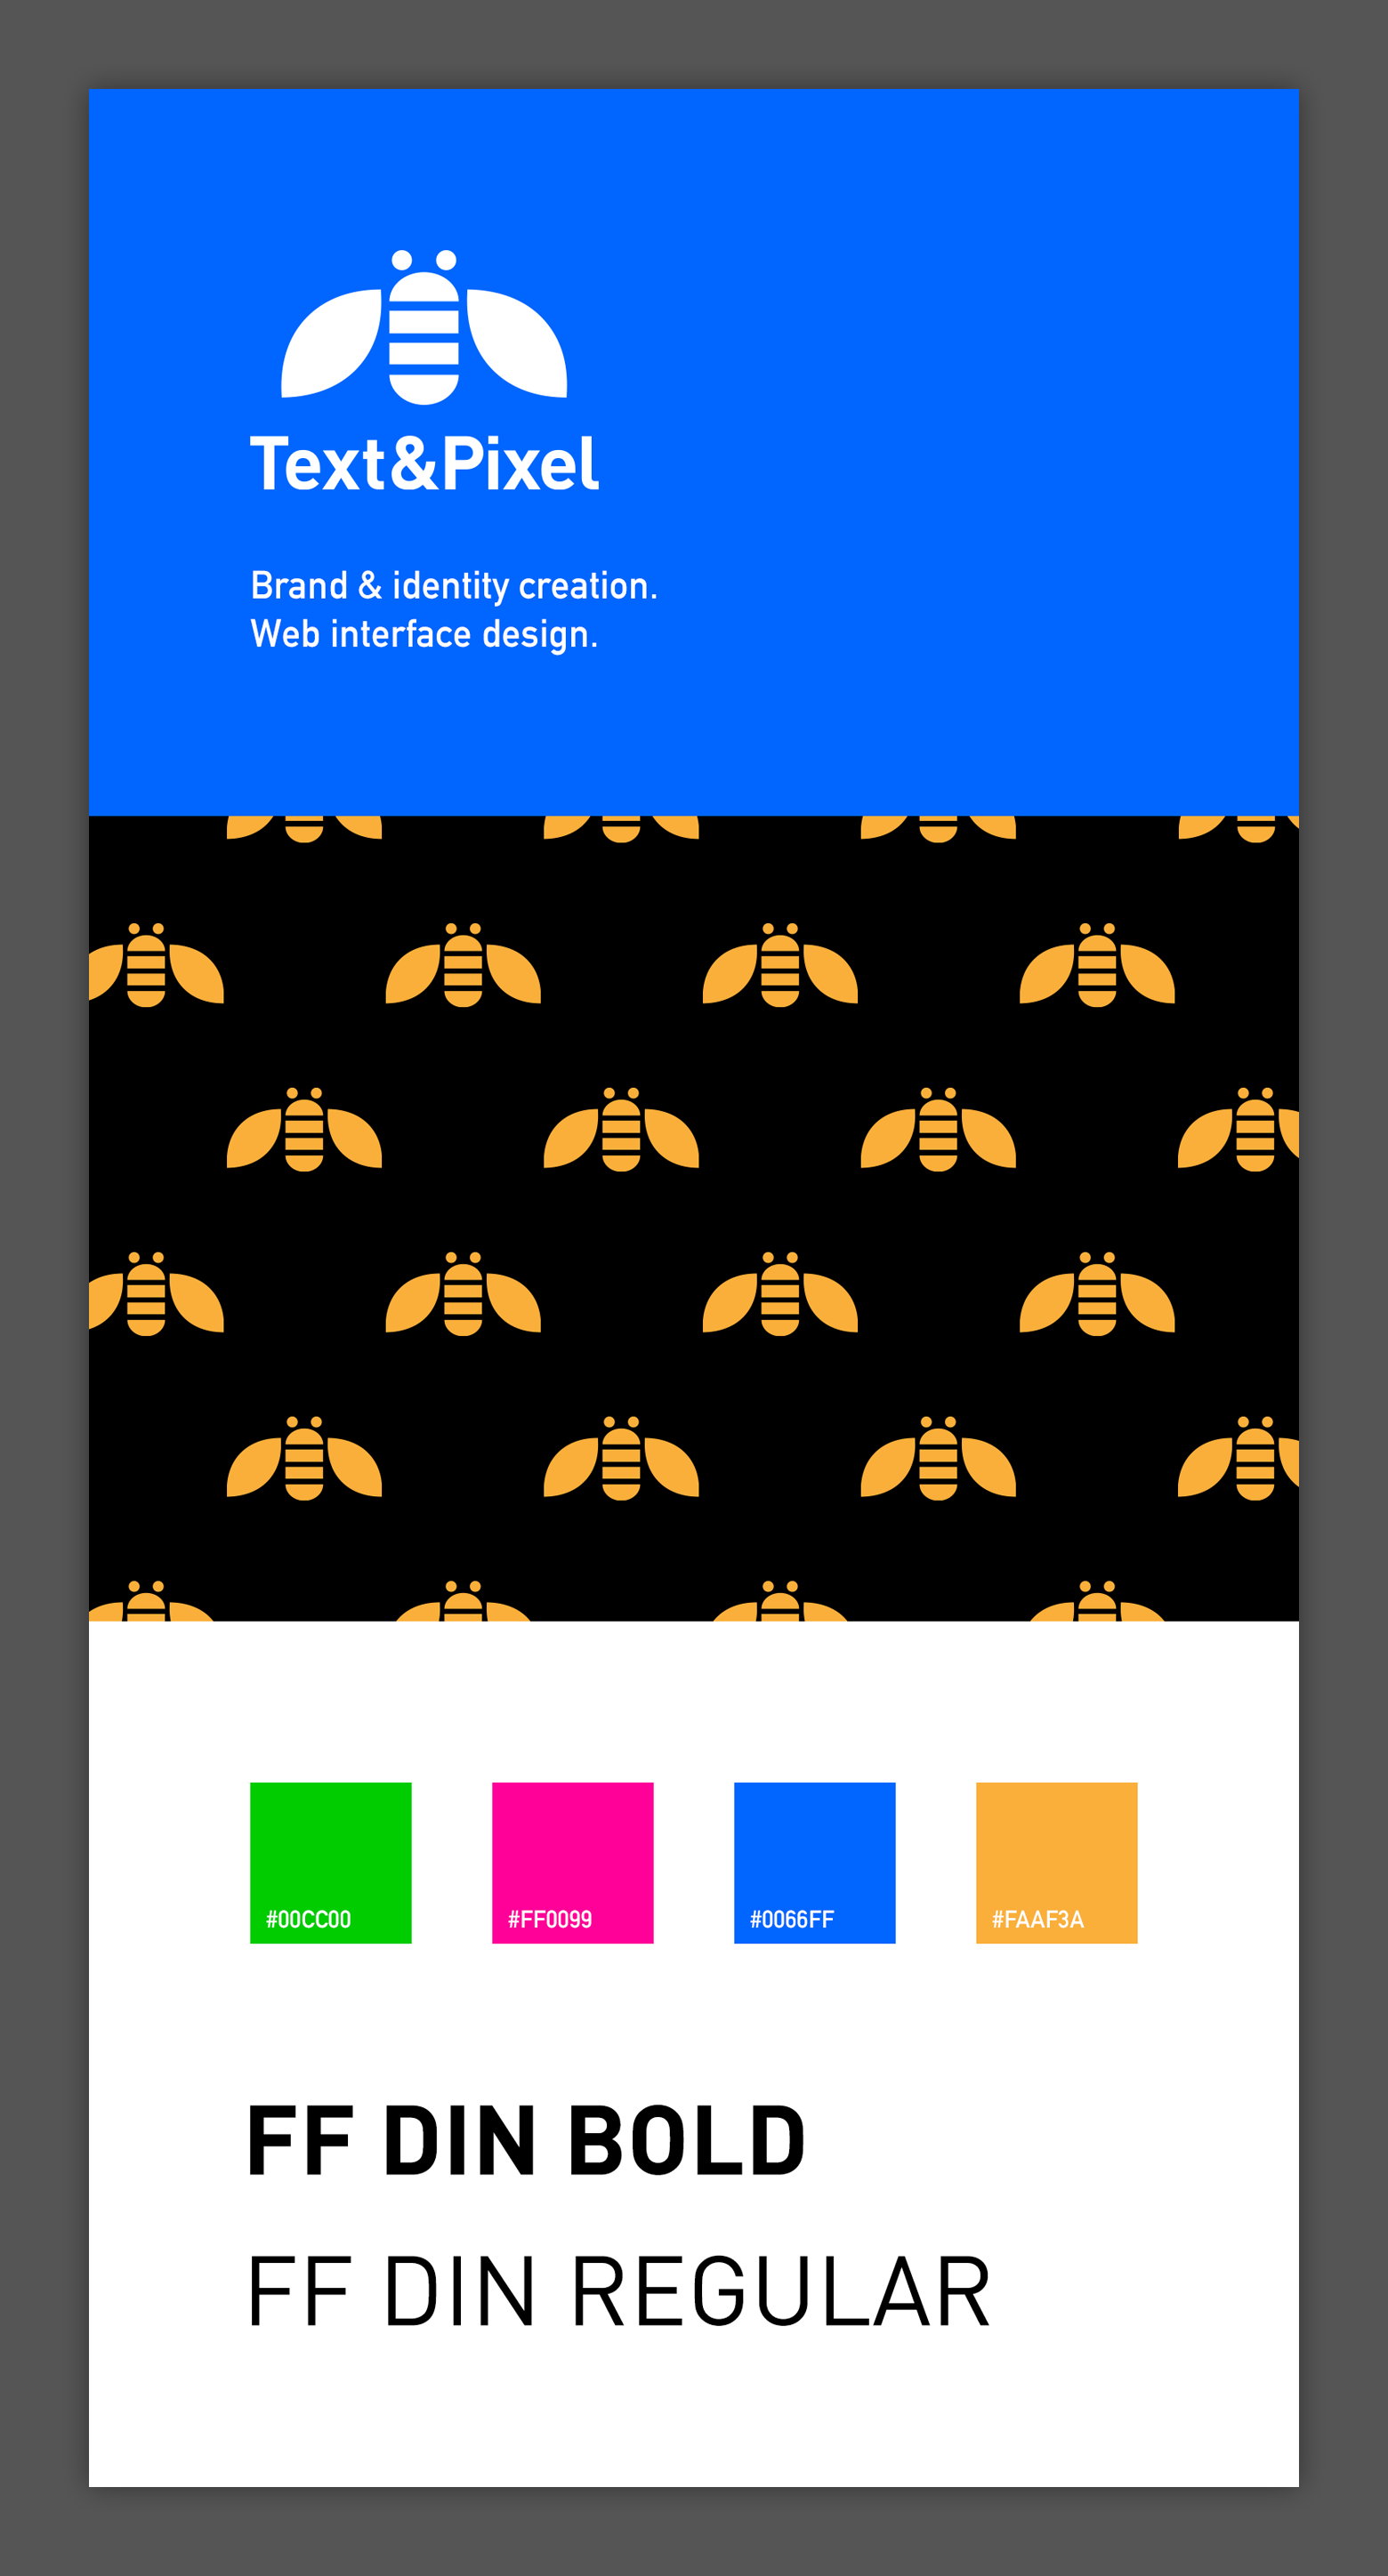 Text&Pixel
Brand & identity creation.
Web interface design.
#00CC00
#FF0099
#0066FF
#FAAF3A
FF DIN BOLD
FF DIN REGULAR